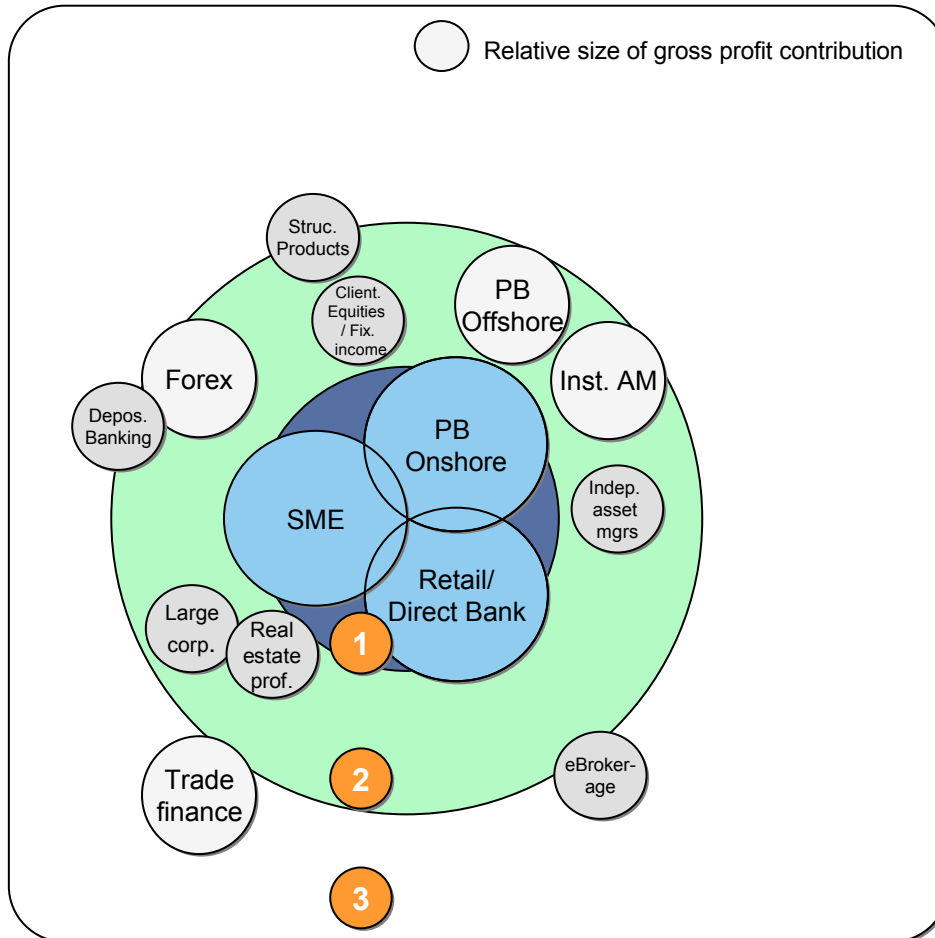 Relative size of gross profit contribution
Struc.
Products
Client.
Equities
/ Fix.
income
PB
Offshore
Forex
Inst. AM
Depos.
Banking
PB
Onshore
SME
Indep.
asset
mgrs
Retail/
Direct Bank
Large
corp.
Real
estate
prof.
1
2
eBroker-
age
Trade
finance
3